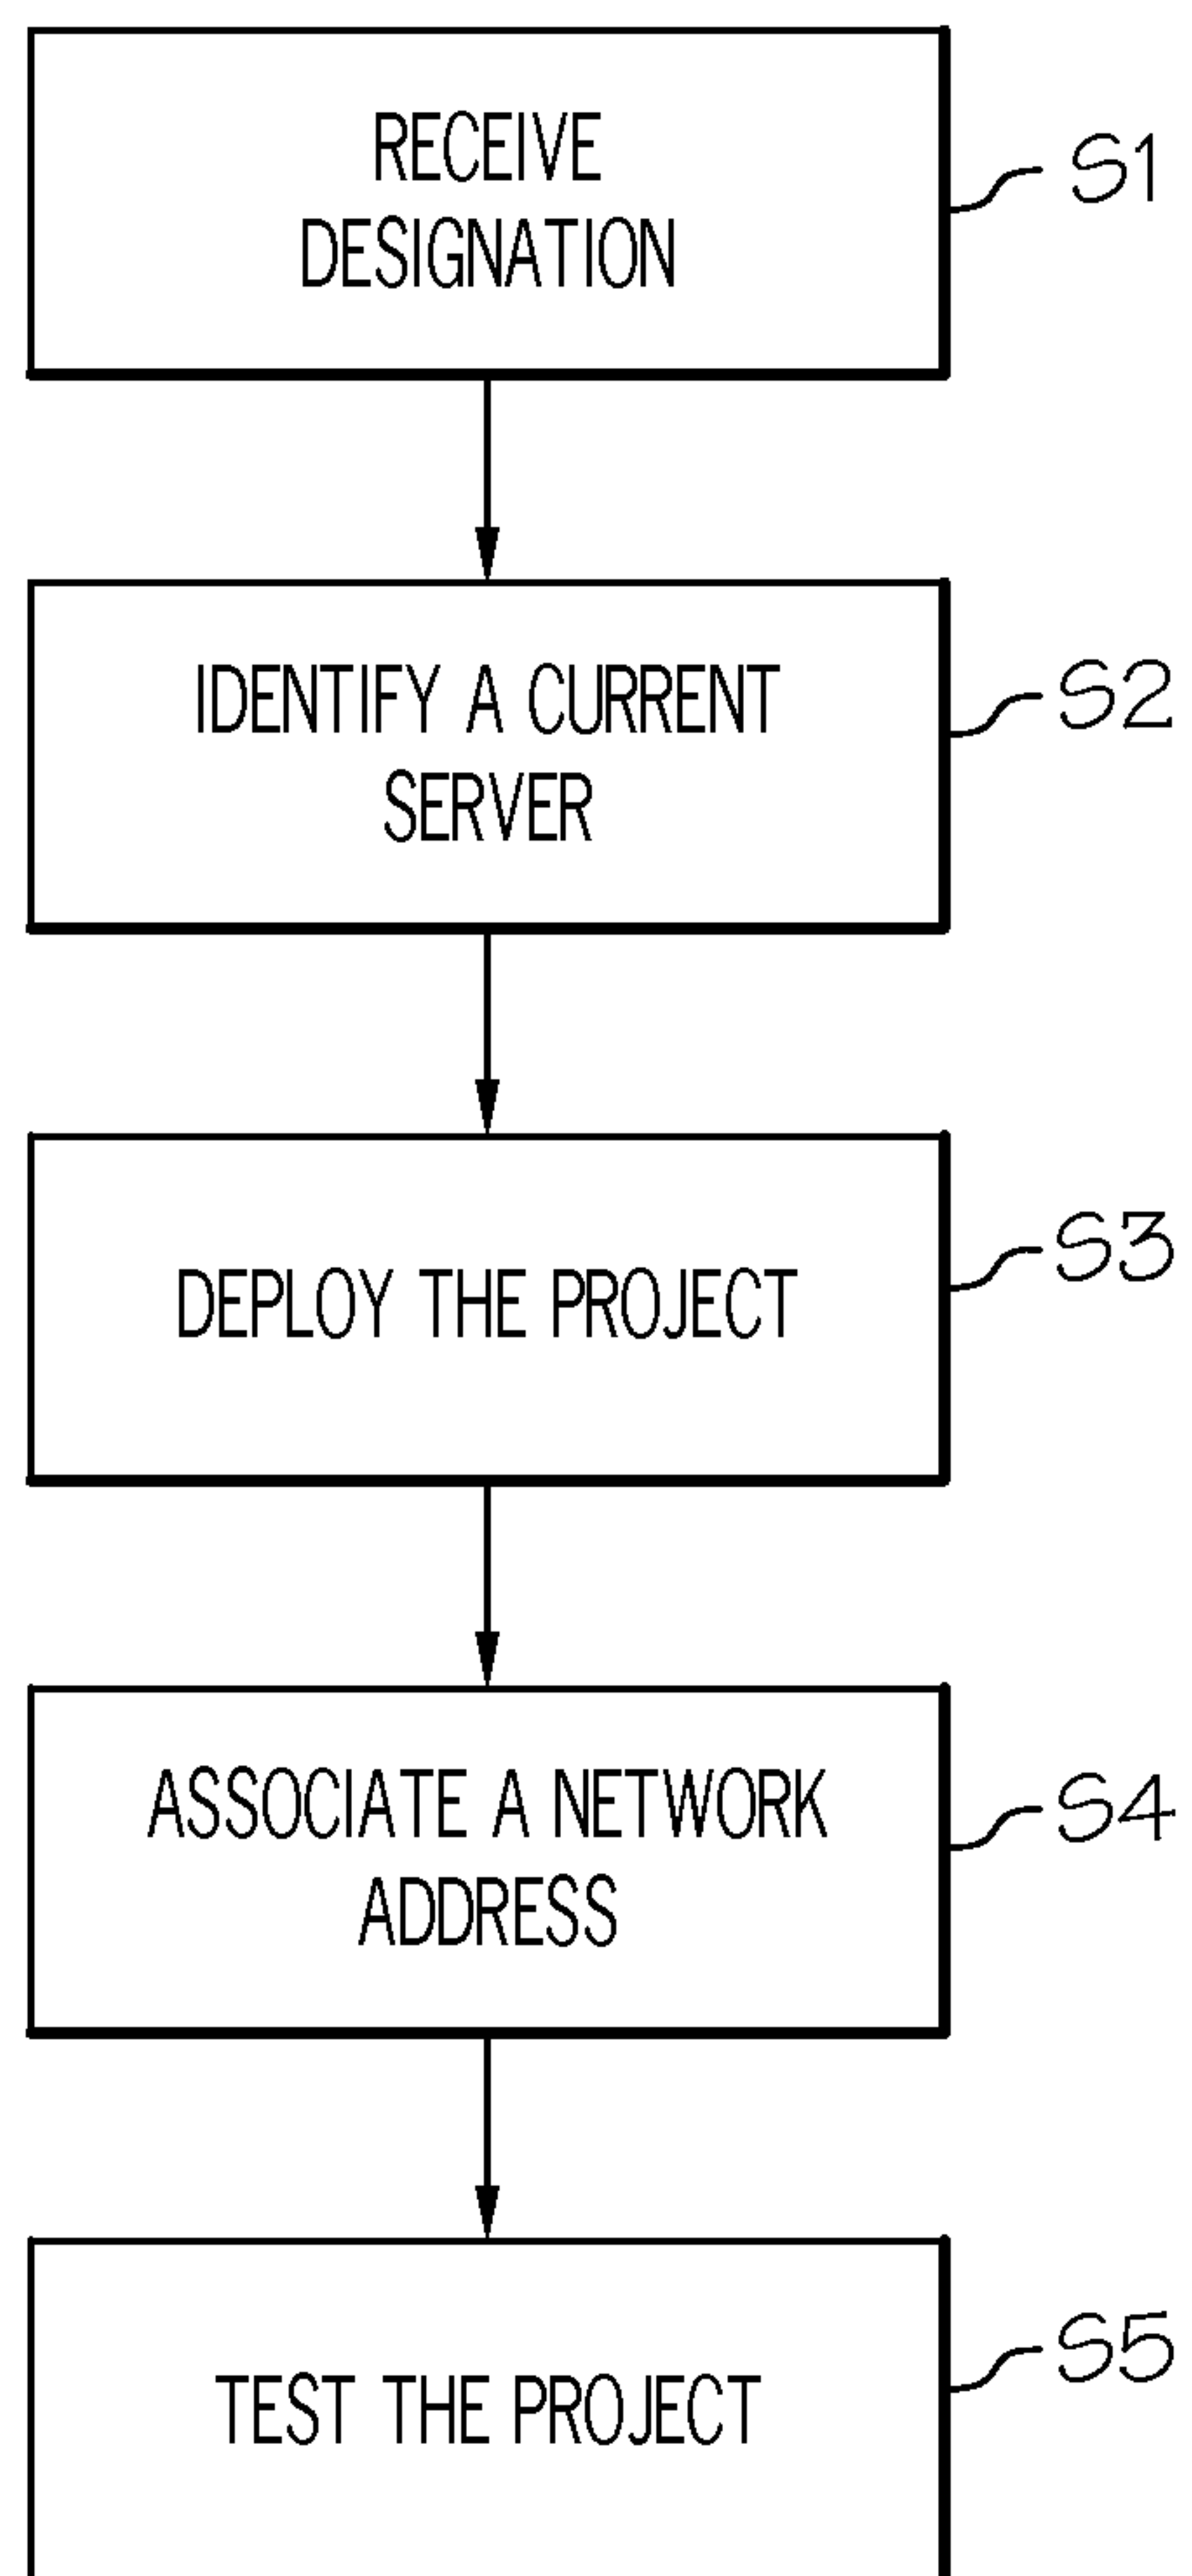 RECEIVE
DESIGNATION
S1
IDENTIFY A CURRENT
SERVER
S2
DEPLOY THE PROJECT
S3
ASSOCIATE A NETWORK
ADDRESS
S4
TEST THE PROJECT
S5